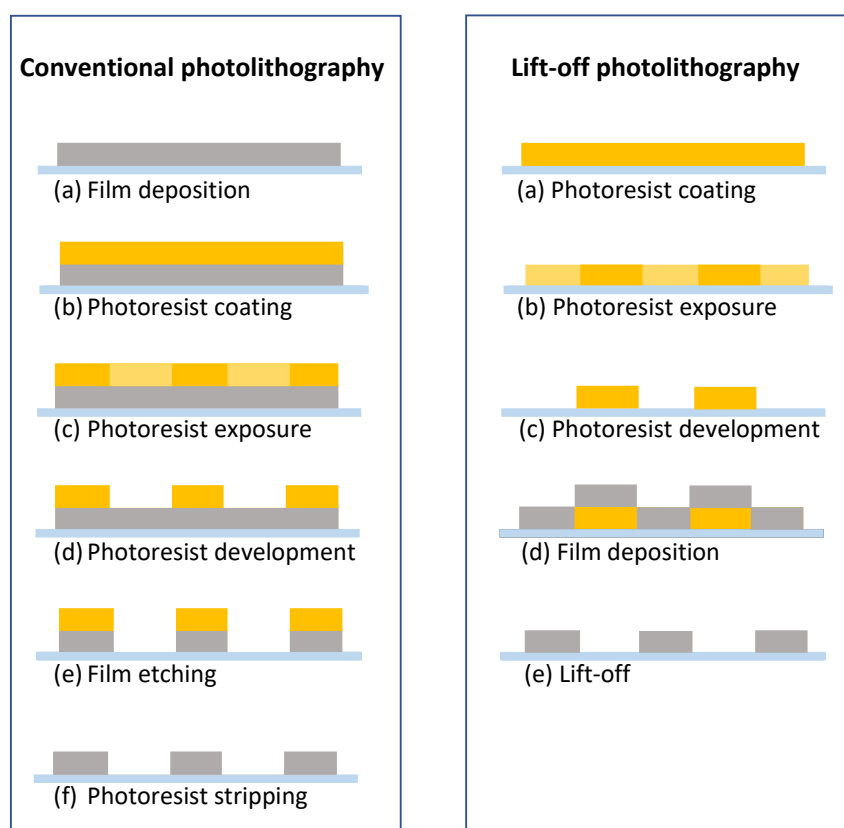 Conventional photolithography
(a) Film deposition
(b) Photoresist coating
(c) Photoresist exposure
(d) Photoresist development
(e) Film etching
(f) Photoresist stripping
Lift-off photolithography
(a) Photoresist coating
(b) Photoresist exposure
(c) Photoresist development
(d) Film deposition
(e) Lift-off